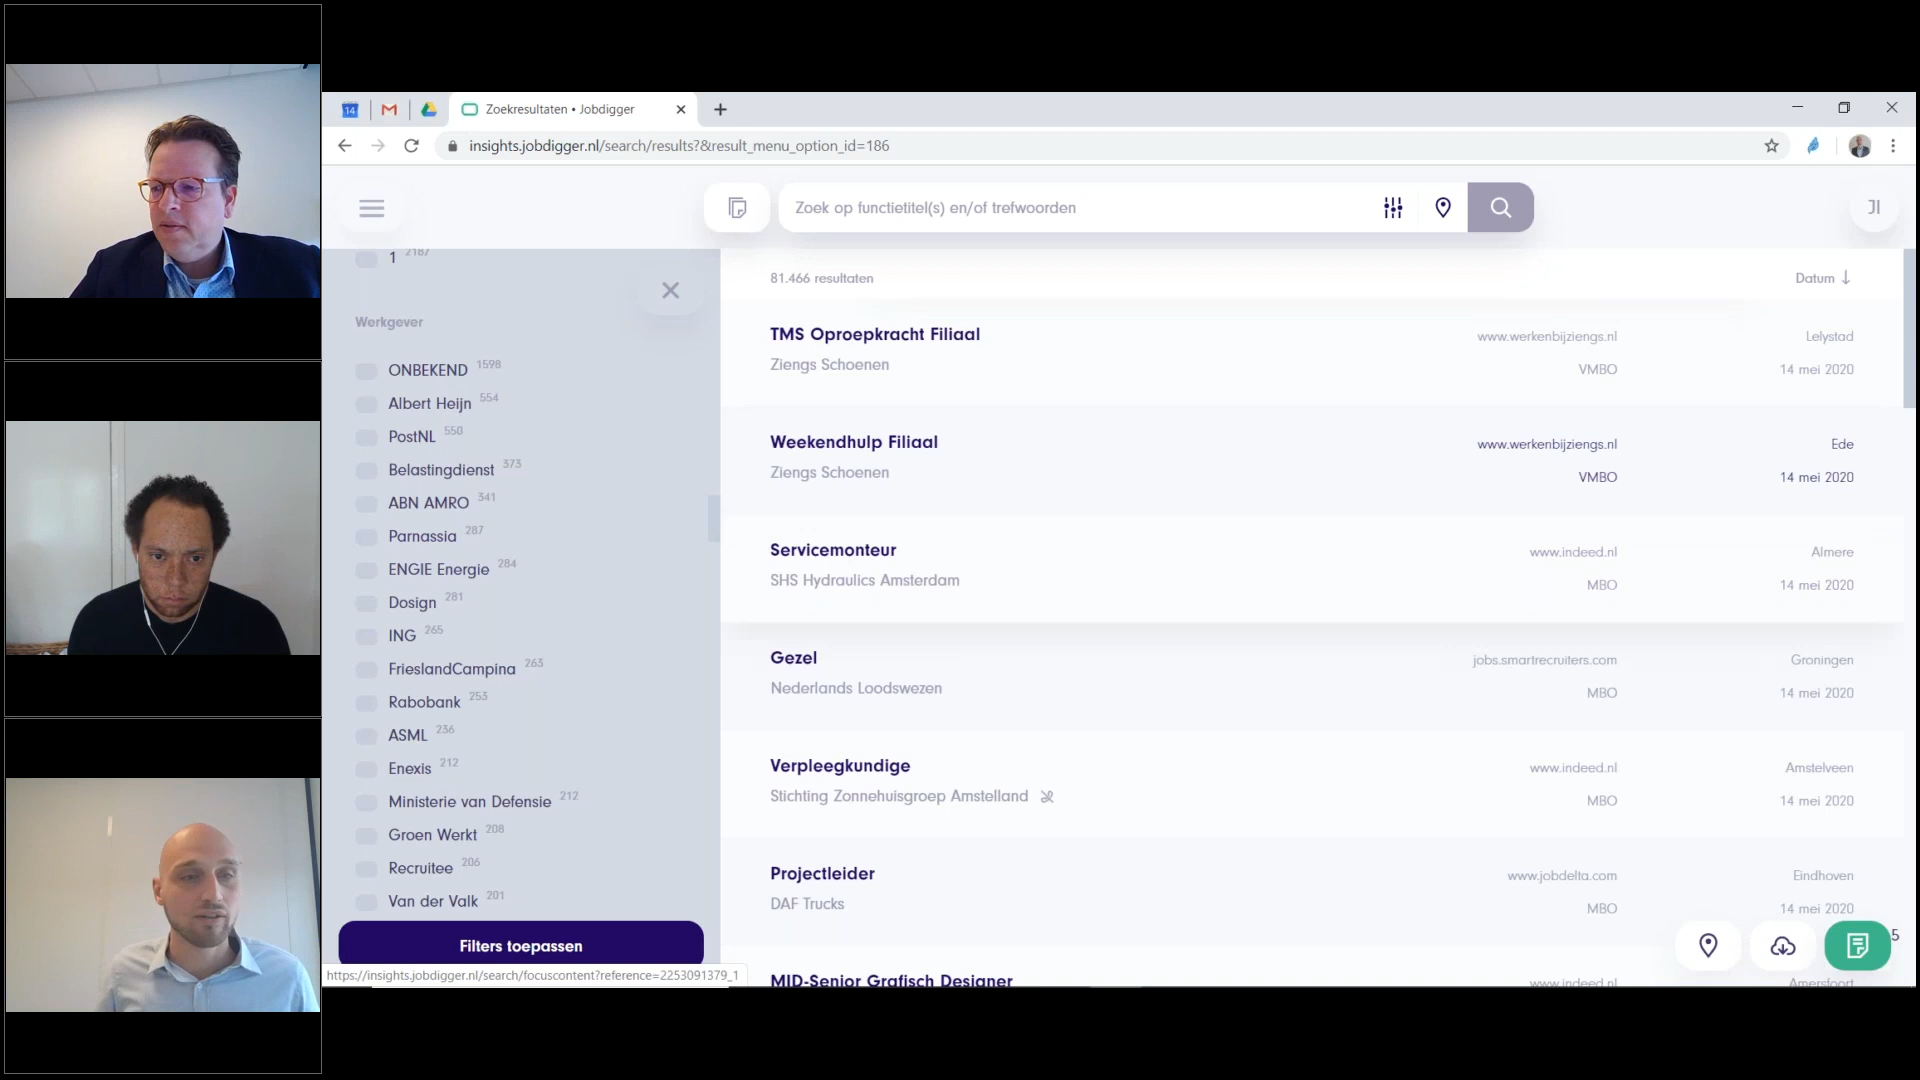 14
Zoekresultaten • Jobdigger
insights.jobdigger.nl/search/results?&result_menu_option_id=186
Zoek op functietitel(s) en/of trefwoorden
JI
1 2187
Werkgever
ONBEKEND 1598
Albert Heijn 554
PostNL 550
Belastingdienst 373
ABN AMRO 341
Parnassia 287
ENGIE Energie 284
Dosign 281
ING 265
FrieslandCampina 263
Rabobank 253
ASML 236
Enexis 212
Ministerie van Defensie 212
Groen Werkt 208
Recruitee 206
Van der Valk 201
Filters toepassen
https://insights.jobdigger.nl/search/focuscontent?reference=2253091379_1
81.466 resultaten
Datum
TMS Oproepkracht Filiaal
www.werkenbijziengs.nl
Lelystad
Ziengs Schoenen
VMBO
14 mei 2020
Weekendhulp Filiaal
www.werkenbijziengs.nl
Ede
Ziengs Schoenen
VMBO
14 mei 2020
Servicemonteur
www.indeed.nl
Almere
SHS Hydraulics Amsterdam
MBO
14 mei 2020
Gezel
jobs.smartrecruiters.com
Groningen
Nederlands Loodswezen
MBO
14 mei 2020
Verpleegkundige
www.indeed.nl
Amstelveen
Stichting Zonnehuisgroep Amstelland
MBO
14 mei 2020
Projectleider
www.jobdelta.com
Eindhoven
DAF Trucks
MBO
14 mei 2020
5
MID-Senior Grafisch Designer
www.indeed.nl
Amersfoort